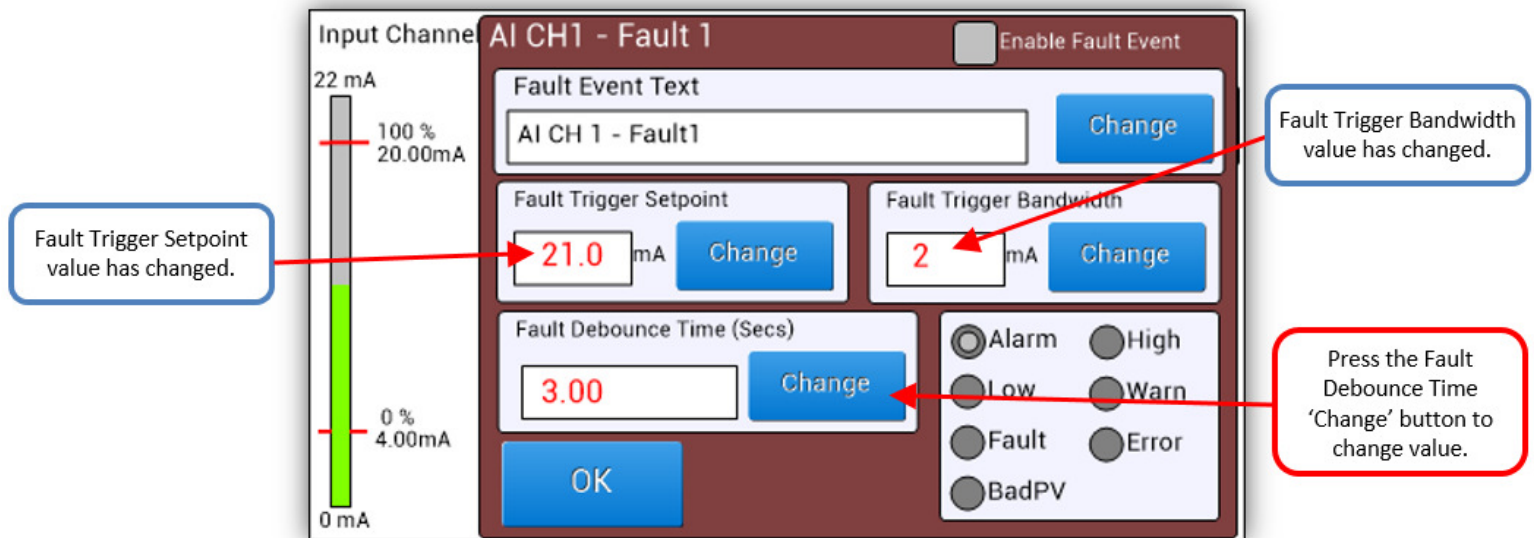 Input Channel
22 mA
100 %
20.00mA
0 %
4.00mA
0 mA
AI CH1 - Fault 1
Enable Fault Event
Fault Event Text
AI CH 1 - Fault1
Change
Fault Trigger Setpoint
21.0 mA
Change
Fault Trigger Bandwidth
2 mA
Change
Fault Debounce Time (Secs)
3.00
Change
Alarm
High
Low
Warn
Fault
Error
BadPV
OK
Fault Trigger Setpoint
value has changed.
Fault Trigger Bandwidth
value has changed.
Press the Fault
Debounce Time
‘Change’ button to
change value.